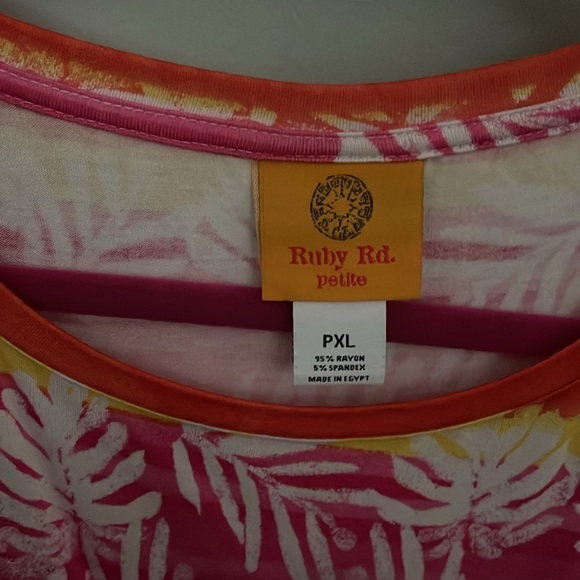 Ruby Rd.
petite
PXL
95% RAYON
5% SPANDEX
MADE IN EGYPT